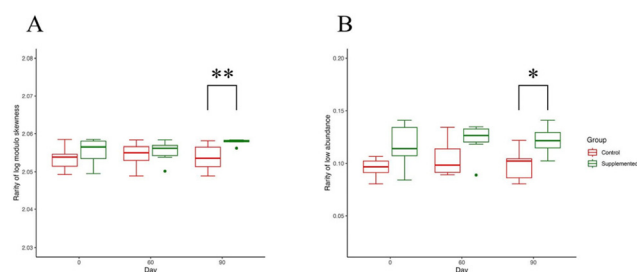 A
B
2.08
2.07
2.06
2.05
2.04
2.03
Rarity of log modulo skewness
**
0
60
90
Day
0.20
0.15
0.10
0.05
Rarity of low abundance
*
0
60
90
Day
Group
Control
Supplemented